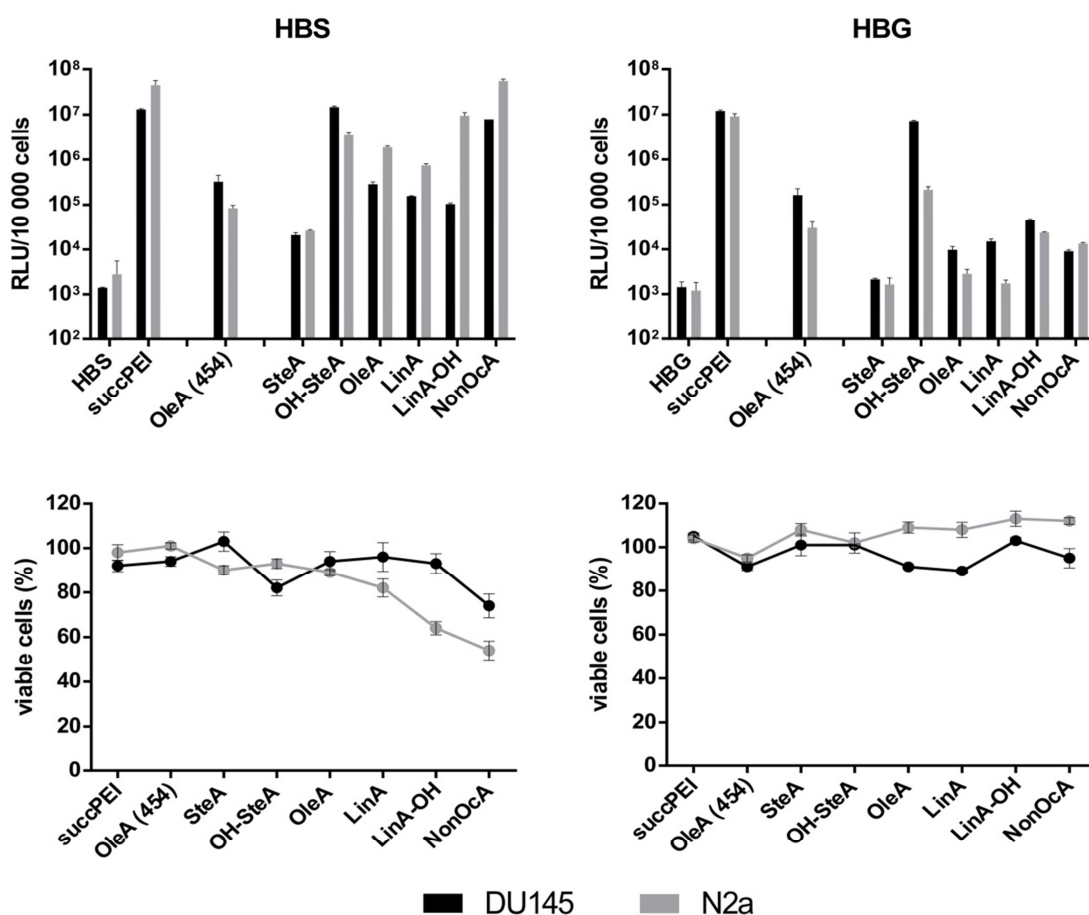 HBS
RLU/10 000 cells
10⁸
10⁷
10⁶
10⁵
10⁴
10³
10²
HBS
succPEI
OleA (454)
SteA
OH-SteA
OleA
LinA
LinA-OH
NonOcA
HBG
RLU/10 000 cells
10⁸
10⁷
10⁶
10⁵
10⁴
10³
10²
HBG
succPEI
OleA (454)
SteA
OH-SteA
OleA
LinA
LinA-OH
NonOcA
viable cells (%)
120
100
80
60
40
20
0
succPEI
OleA (454)
SteA
OH-SteA
OleA
LinA
LinA-OH
NonOcA
viable cells (%)
120
100
80
60
40
20
0
succPEI
OleA (454)
SteA
OH-SteA
OleA
LinA
LinA-OH
NonOcA
DU145
N2a